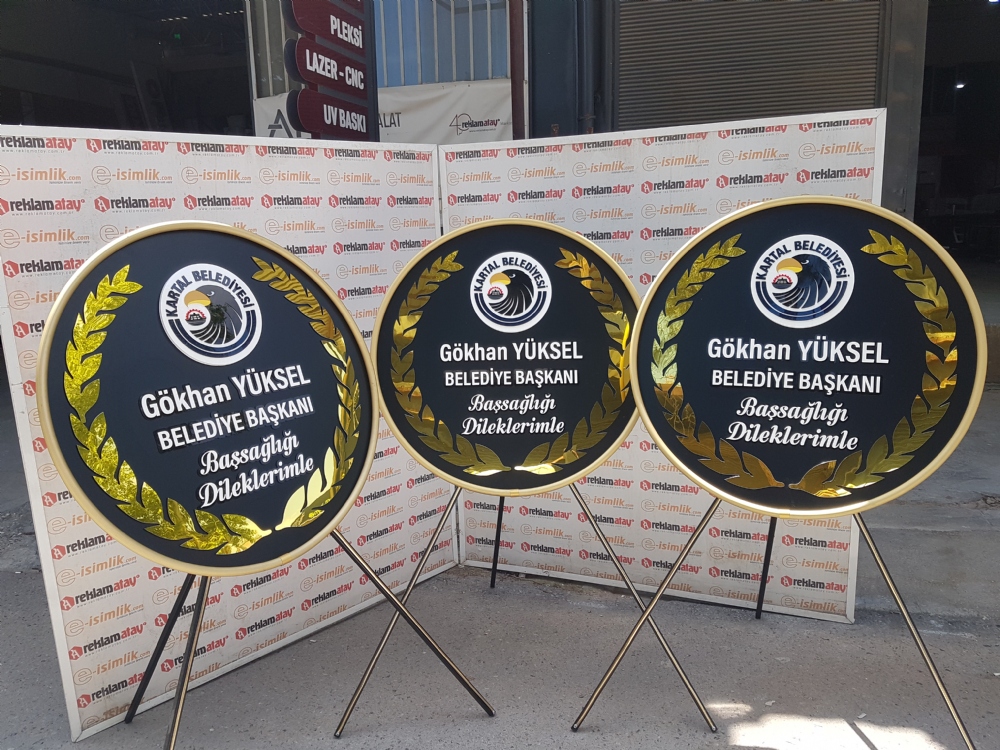 PLEKSİ
LAZER - CNC
UV BASKI
ALAT
reklamatay
reklamatay
e-isimlik.com
KARTAL BELEDİYESİ
Gökhan YÜKSEL
BELEDİYE BAŞKANI
Başsağlığı
Dileklerimle
KARTAL BELEDİYESİ
Gökhan YÜKSEL
BELEDİYE BAŞKANI
Başsağlığı
Dileklerimle
KARTAL BELEDİYESİ
Gökhan YÜKSEL
BELEDİYE BAŞKANI
Başsağlığı
Dileklerimle